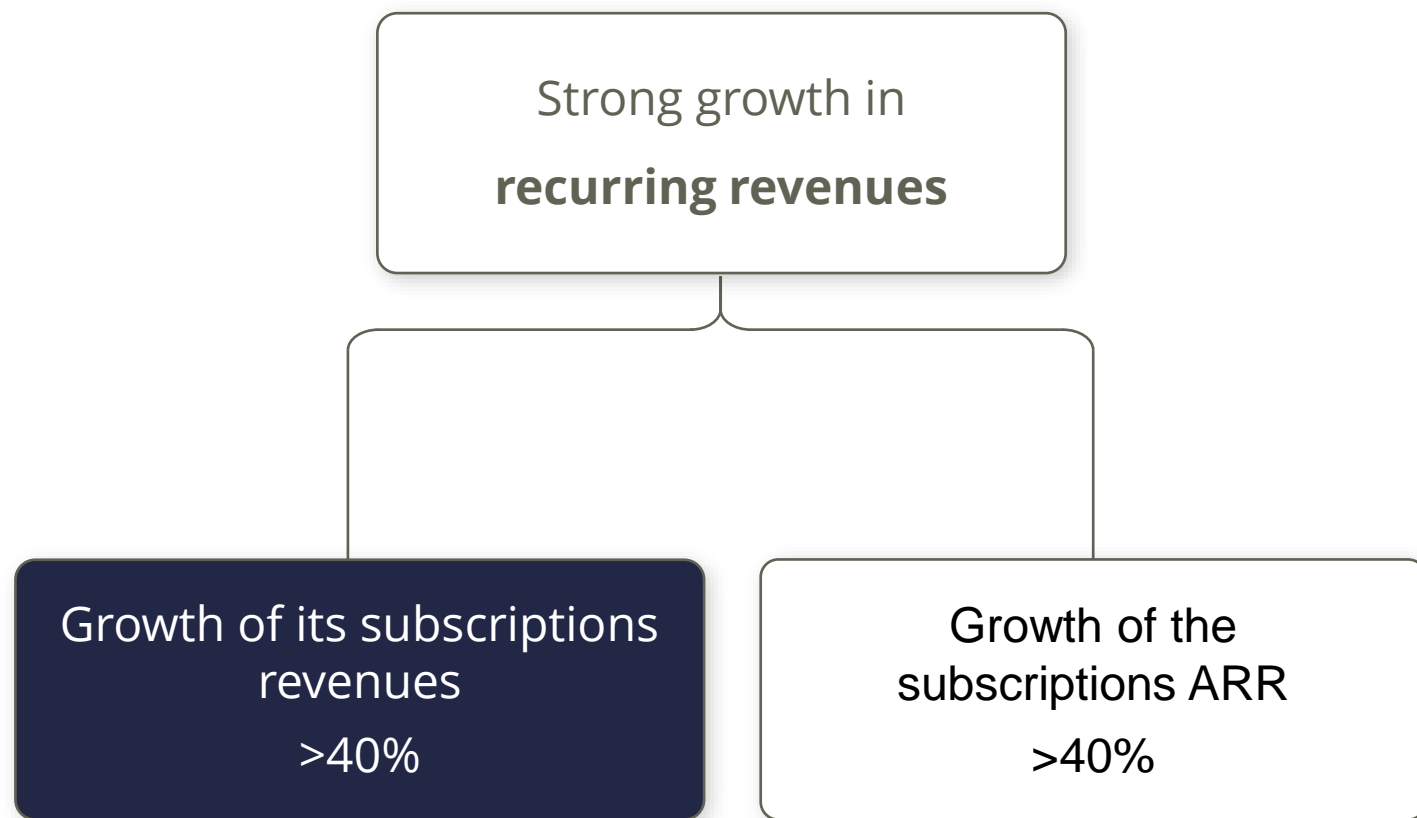 Strong growth in
recurring revenues
Growth of its subscriptions
revenues
>40%
Growth of the
subscriptions ARR
>40%